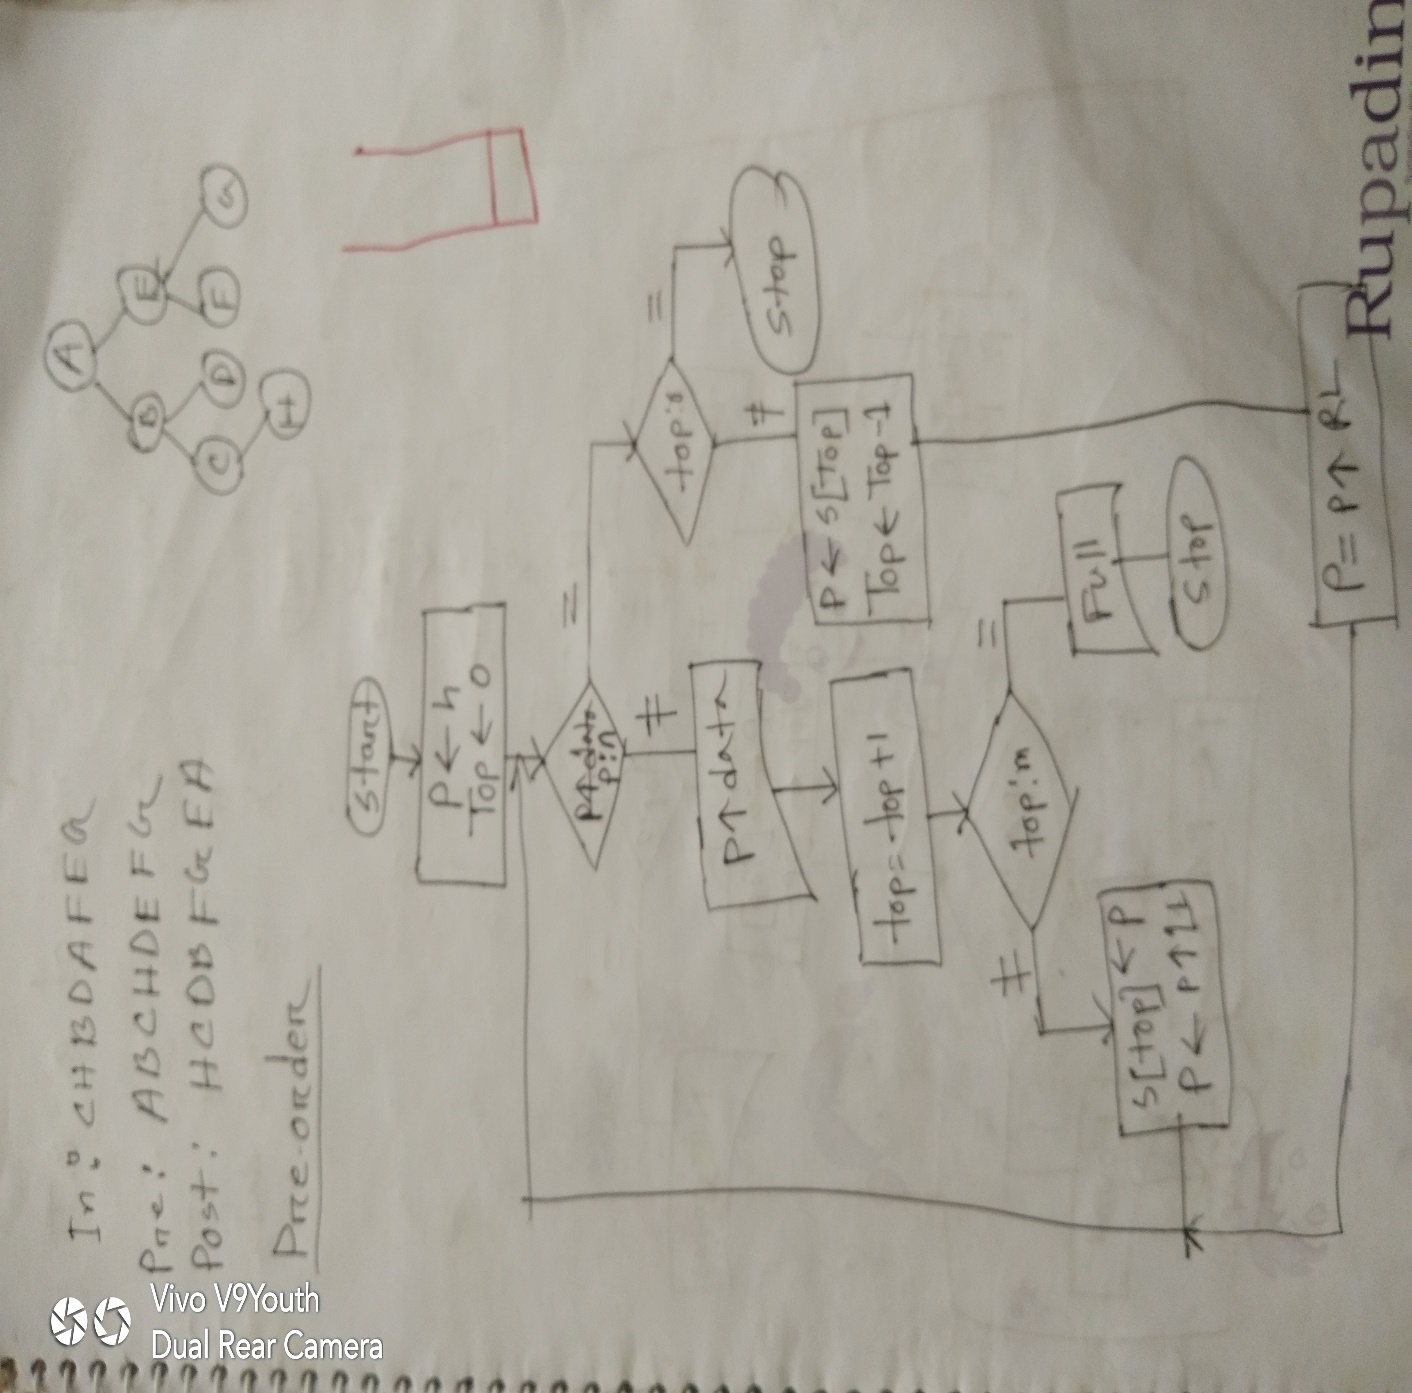 In: CHBDAFEG
Pre: ABCHDEFG
Post: HCDBFGEA
A
B
E
C
D
F
G
H
Pre-order
Start
P ← h
Top ← 0
P:n
=
≠
top:s
=
Stop
≠
P ← S[Top]
Top ← Top-1
P↑data
top = top+1
top:m
=
Full
Stop
≠
S[top] ← P
P ← P↑LL
P = P↑RL
Rupadin
Vivo V9Youth
Dual Rear Camera